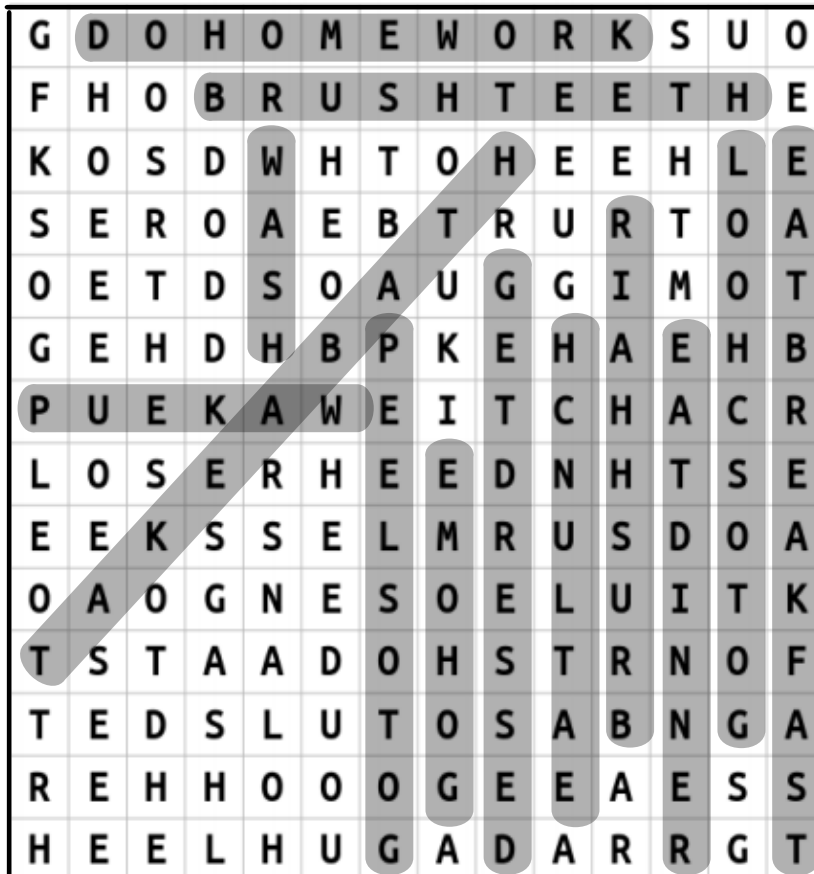 G D O H O M E W O R K S U O
F H O B R U S H T E E T H E
K O S D W H T O H E E H L E
S E R O A E B T R U R T O A
O E T D S O A U G G I M O T
G E H D H B P K E H A E H B
P U E K A W E I T C H A C R
L O S E R H E E D N H T S E
E E K S S E L M R U S D O A
O A O G N E S O E L U I T K
T S T A A D O H S T R N O F
T E D S L U T O S A B N G A
R E H H O O O G E E A E S S
H E E L H U G A D A R R G T